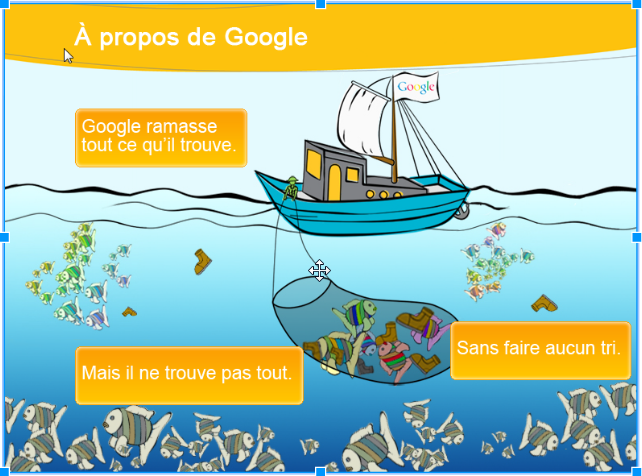 À propos de Google
Google
Google ramasse
tout ce qu'il trouve.
Sans faire aucun tri.
Mais il ne trouve pas tout.